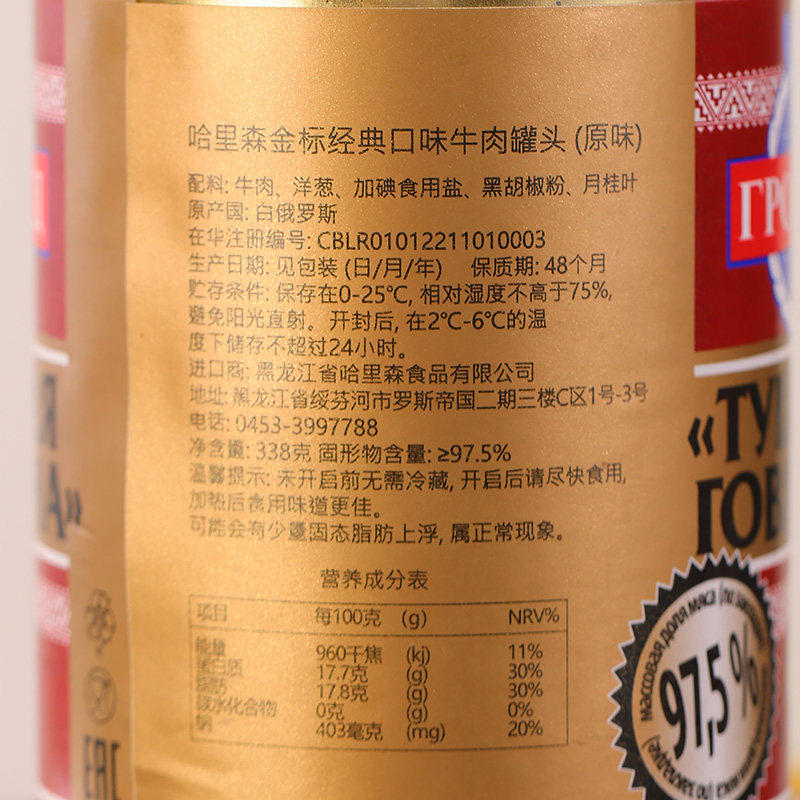 哈里森金标经典口味牛肉罐头 (原味)
配料: 牛肉、洋葱、加碘食用盐、黑胡椒粉、月桂叶
原产国: 白俄罗斯
在华注册编号: CBLR01012211010003
生产日期: 见包装 (日/月/年) 保质期: 48个月
贮存条件: 保存在0-25℃, 相对湿度不高于75%,
避免阳光直射。开封后, 在2℃-6℃的温
度下储存不超过24小时。
进口商: 黑龙江省哈里森食品有限公司
地址: 黑龙江省绥芬河市罗斯帝国二期三楼C区1号-3号
电话: 0453-3997788
净含量: 338克 固形物含量: ≥97.5%
温馨提示: 未开启前无需冷藏, 开启后请尽快食用,
加热后食用味道更佳。
可能会有少量固态脂肪上浮, 属正常现象。
营养成分表
项目 每100克 (g) NRV%
能量 960千焦 (kj) 11%
蛋白质 17.7克 (g) 30%
脂肪 17.8克 (g) 30%
碳水化合物 0克 (g) 0%
钠 403毫克 (mg) 20%
ГРО
«ТУ
ГОВ
Я
А»
97,5%
массовая доля мяса (по закладке)
EAC